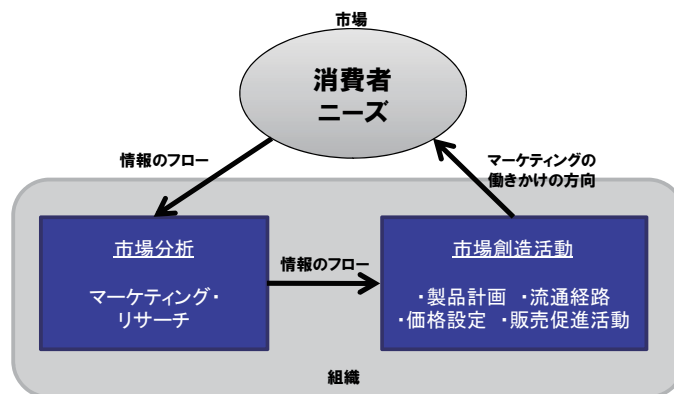 市場
消費者
ニーズ
情報のフロー
マーケティングの
働きかけの方向
市場分析
マーケティング・
リサーチ
情報のフロー
市場創造活動
・製品計画 ・流通経路
・価格設定 ・販売促進活動
組織